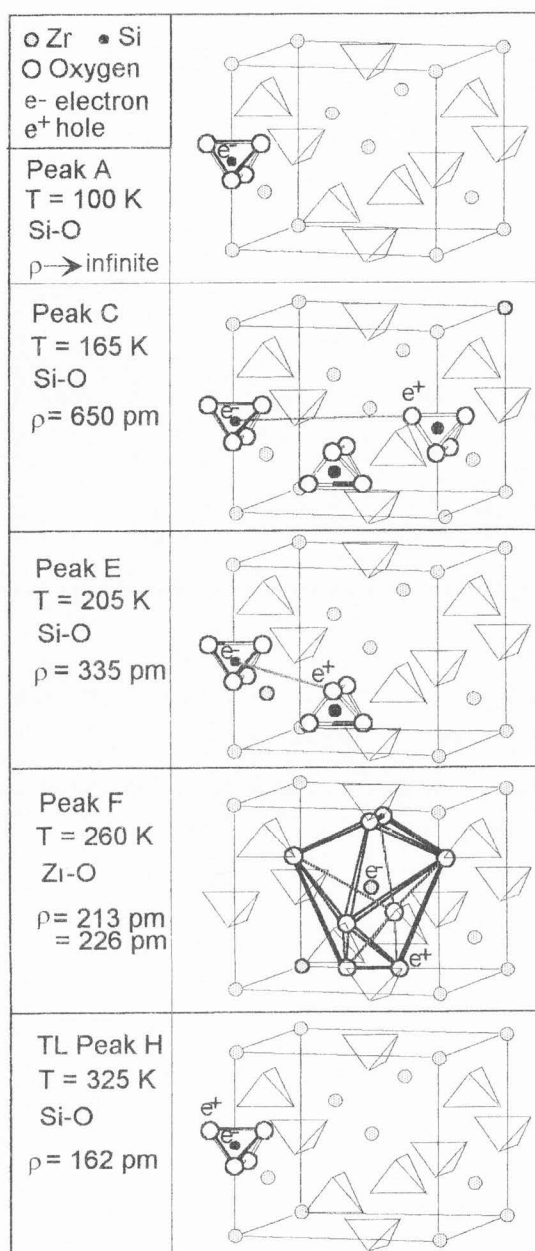 Zr Si
Oxygen
e- electron
e+ hole
Peak A
T = 100 K
Si-O
ρ → infinite
e-
Peak C
T = 165 K
Si-O
ρ = 650 pm
e-
e+
Peak E
T = 205 K
Si-O
ρ = 335 pm
e-
e+
Peak F
T = 260 K
Zr-O
ρ = 213 pm
= 226 pm
e-
e+
TL Peak H
T = 325 K
Si-O
ρ = 162 pm
e+
e-